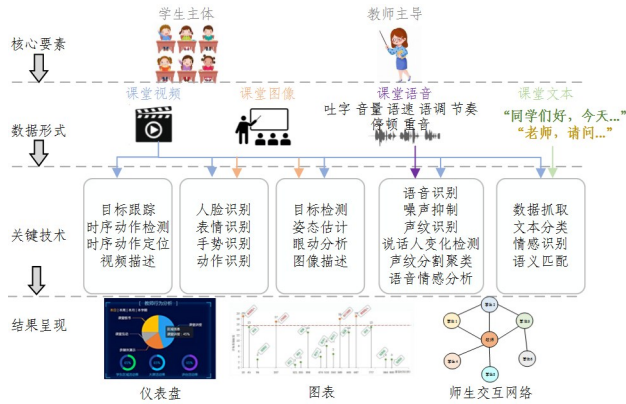 学生主体
教师主导
核心要素
课堂视频
课堂图像
课堂语音
课堂文本
吐字 音量 语速 语调 节奏
停顿 重音
“同学们好，今天...”
“老师，请问...”
数据形式
关键技术
目标跟踪
时序动作检测
时序动作定位
视频描述
人脸识别
表情识别
手势识别
动作识别
目标检测
姿态估计
眼动分析
图像描述
语音识别
噪声抑制
声纹识别
说话人变化检测
声纹分割聚类
语音情感分析
数据抓取
文本分类
情感识别
语义匹配
结果呈现
教师行为分析
仪表盘
图表
师生交互网络